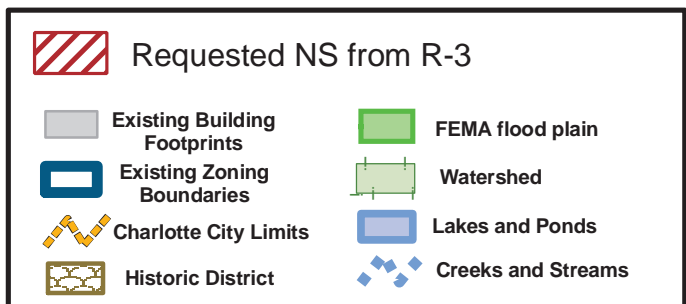 Requested NS from R-3
Existing Building
Footprints
Existing Zoning
Boundaries
Charlotte City Limits
Historic District
FEMA flood plain
Watershed
Lakes and Ponds
Creeks and Streams